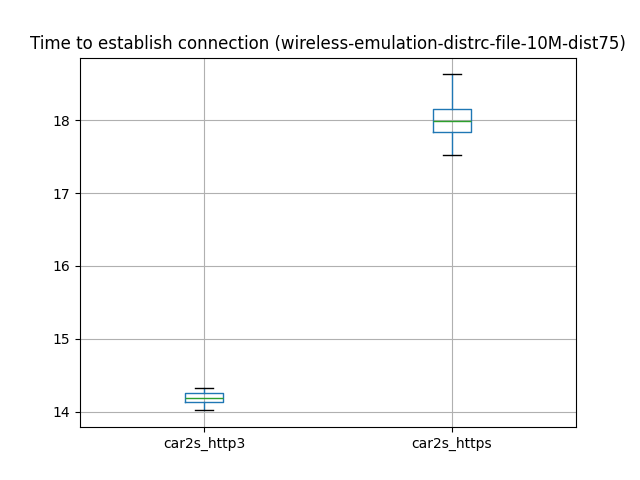 Time to establish connection (wireless-emulation-distrc-file-10M-dist75)
18
17
16
15
14
car2s_http3
car2s_https